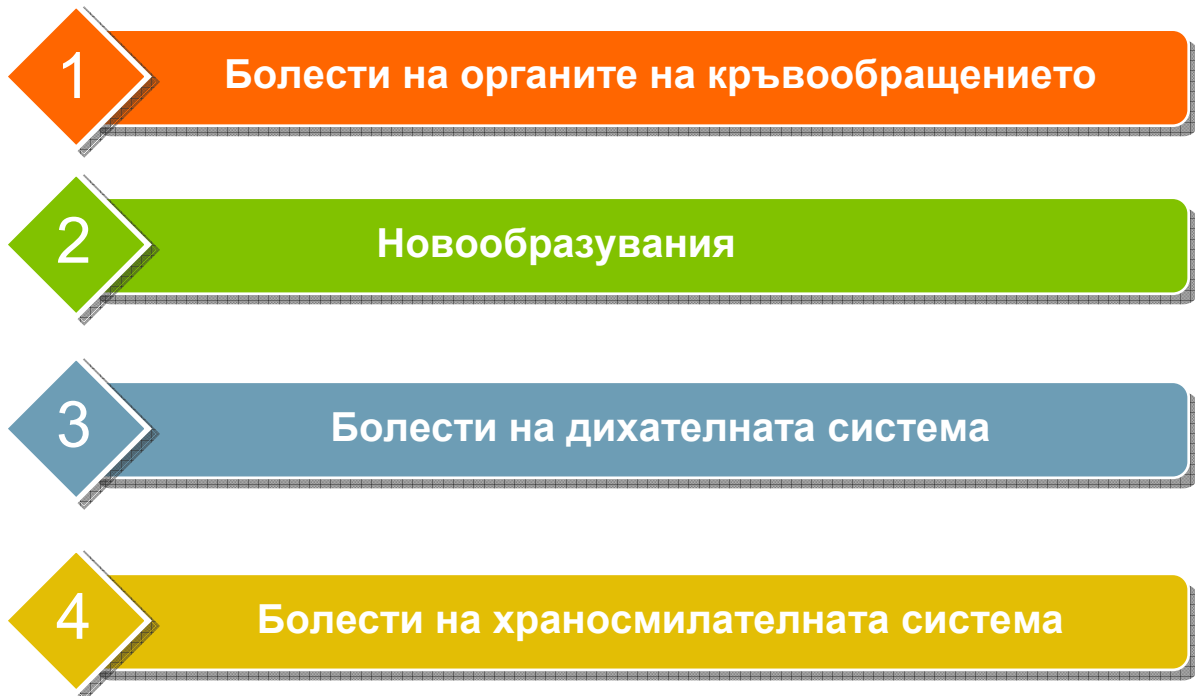 1 Болести на органите на кръвообращението
2 Новообразувания
3 Болести на дихателната система
4 Болести на храносмилателната система